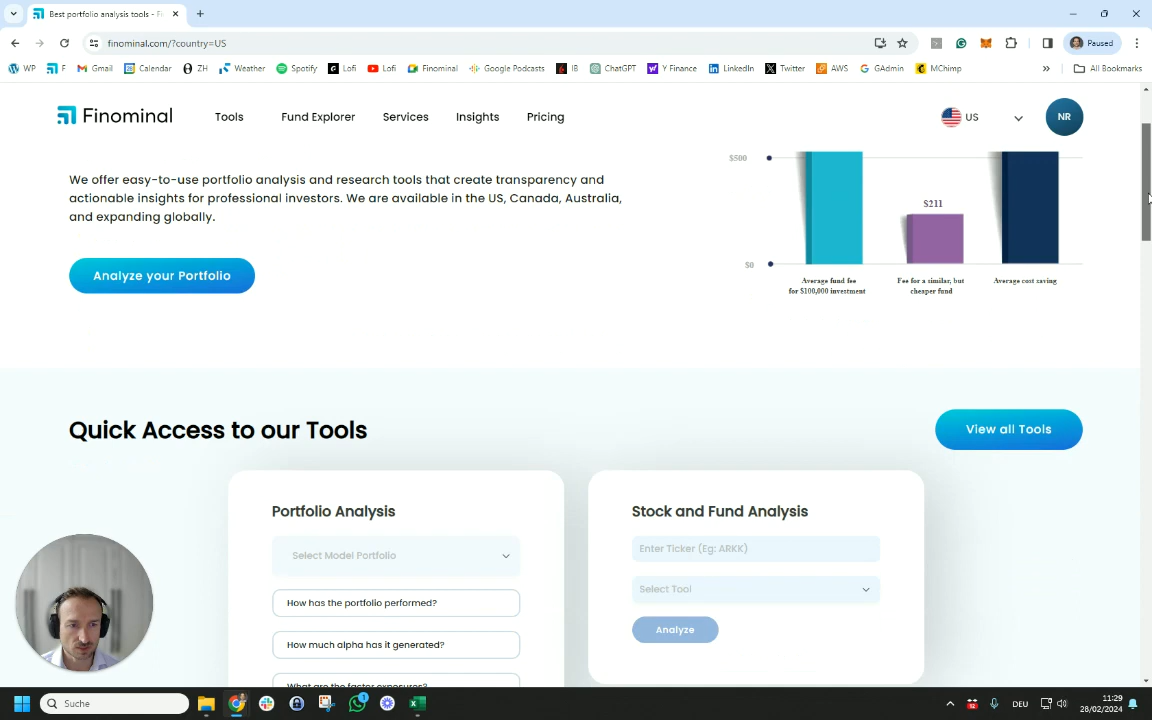 Best portfolio analysis tools - Fi
finominal.com/?country=US
Paused
WP
F
Gmail
Calendar
ZH
Weather
Spotify
Lofi
Lofi
Finominal
Google Podcasts
IB
ChatGPT
Y Finance
LinkedIn
Twitter
AWS
GAdmin
MChimp
All Bookmarks
Finominal
Tools
Fund Explorer
Services
Insights
Pricing
US
NR
We offer easy-to-use portfolio analysis and research tools that create transparency and
actionable insights for professional investors. We are available in the US, Canada, Australia,
and expanding globally.
Analyze your Portfolio
$500
$211
$0
Average fund fee
for $100,000 investment
Fee for a similar, but
cheaper fund
Average cost saving
Quick Access to our Tools
View all Tools
Portfolio Analysis
Select Model Portfolio
How has the portfolio performed?
How much alpha has it generated?
What are the factor exposures?
Stock and Fund Analysis
Enter Ticker (Eg: ARKK)
Select Tool
Analyze
Suche
1
DEU
11:29
28/02/2024